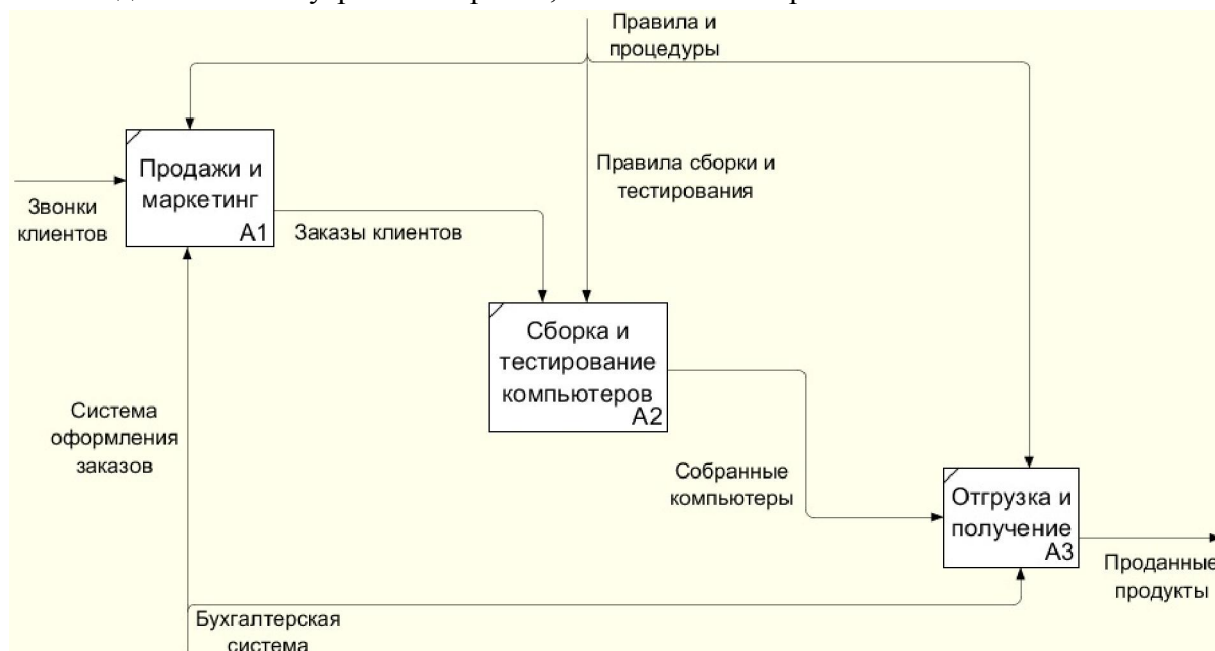 Правила и
процедуры
Продажи и
маркетинг
A1
Звонки
клиентов
Заказы клиентов
Правила сборки и
тестирования
Сборка и
тестирование
компьютеров
A2
Система
оформления
заказов
Собранные
компьютеры
Отгрузка и
получение
A3
Проданные
продукты
Бухгалтерская
система